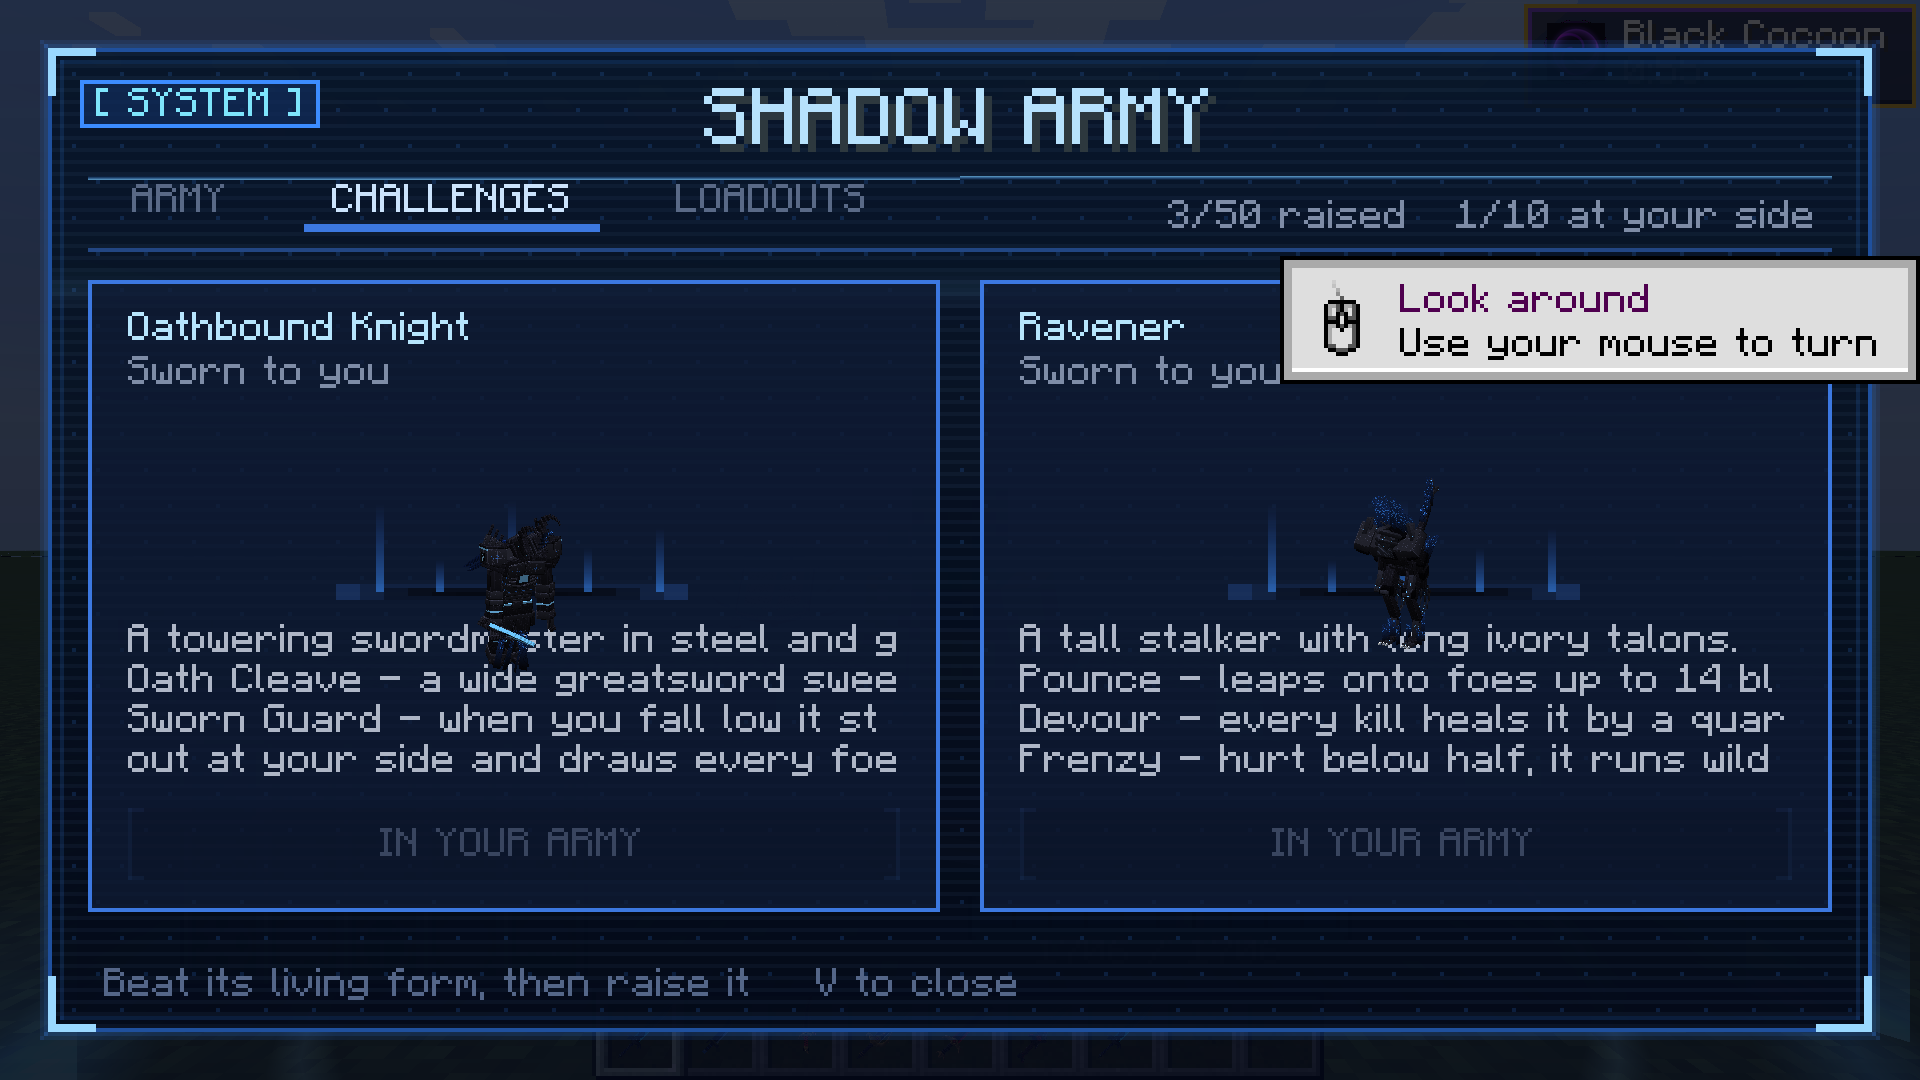 Black Cocoon
[ SYSTEM ]
SHADOW ARMY
ARMY CHALLENGES LOADOUTS
3/50 raised 1/10 at your side
Look around
Use your mouse to turn
Oathbound Knight
Sworn to you
A towering swordm ster in steel and g
Oath Cleave - a wide greatsword swee
Sworn Guard - when you fall low it st
out at your side and draws every foe
IN YOUR ARMY
Ravener
Sworn to you
A tall stalker with long ivory talons.
Pounce - leaps onto foes up to 14 bl
Devour - every kill heals it by a quar
Frenzy - hurt below half, it runs wild
IN YOUR ARMY
Beat its living form, then raise it V to close